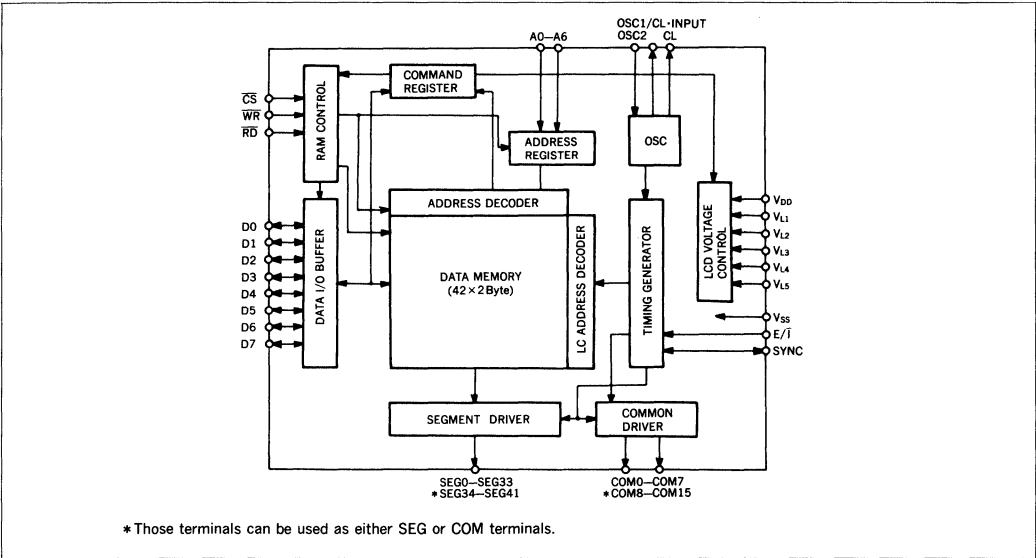 OSC1/CL·INPUT
A0–A6
OSC2
CL
C̅S̅
W̅R̅
R̅D̅
RAM CONTROL
COMMAND
REGISTER
ADDRESS
REGISTER
OSC
D0
D1
D2
D3
D4
D5
D6
D7
DATA I/O BUFFER
ADDRESS DECODER
DATA MEMORY
(42×2Byte)
LC ADDRESS DECODER
TIMING GENERATOR
LCD VOLTAGE
CONTROL
VDD
VL1
VL2
VL3
VL4
VL5
VSS
E/I̅
SYNC
SEGMENT DRIVER
COMMON
DRIVER
SEG0–SEG33
*SEG34–SEG41
COM0–COM7
*COM8–COM15
*Those terminals can be used as either SEG or COM terminals.